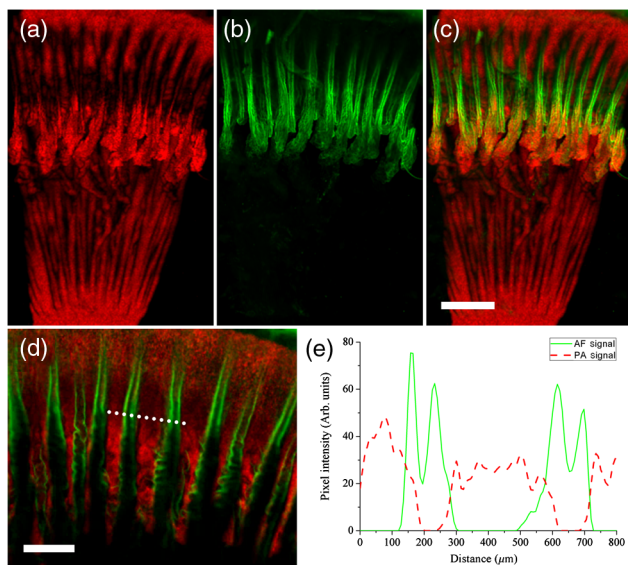 (a)
(b)
(c)
(d)
(e)
AF signal
PA signal
Pixel intensity (Arb. units)
80
60
40
20
0
0 100 200 300 400 500 600 700 800
Distance (μm)